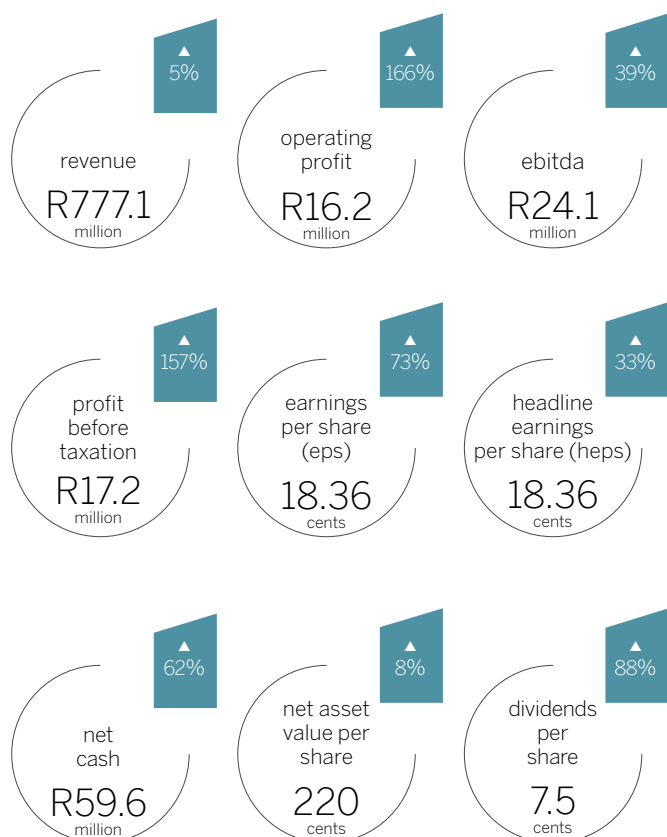 ▲
5%
revenue
R777.1
million
▲
166%
operating
profit
R16.2
million
▲
39%
ebitda
R24.1
million
▲
157%
profit
before
taxation
R17.2
million
▲
73%
earnings
per share
(eps)
18.36
cents
▲
33%
headline
earnings
per share (heps)
18.36
cents
▲
62%
net
cash
R59.6
million
▲
8%
net asset
value per
share
220
cents
▲
88%
dividends
per
share
7.5
cents